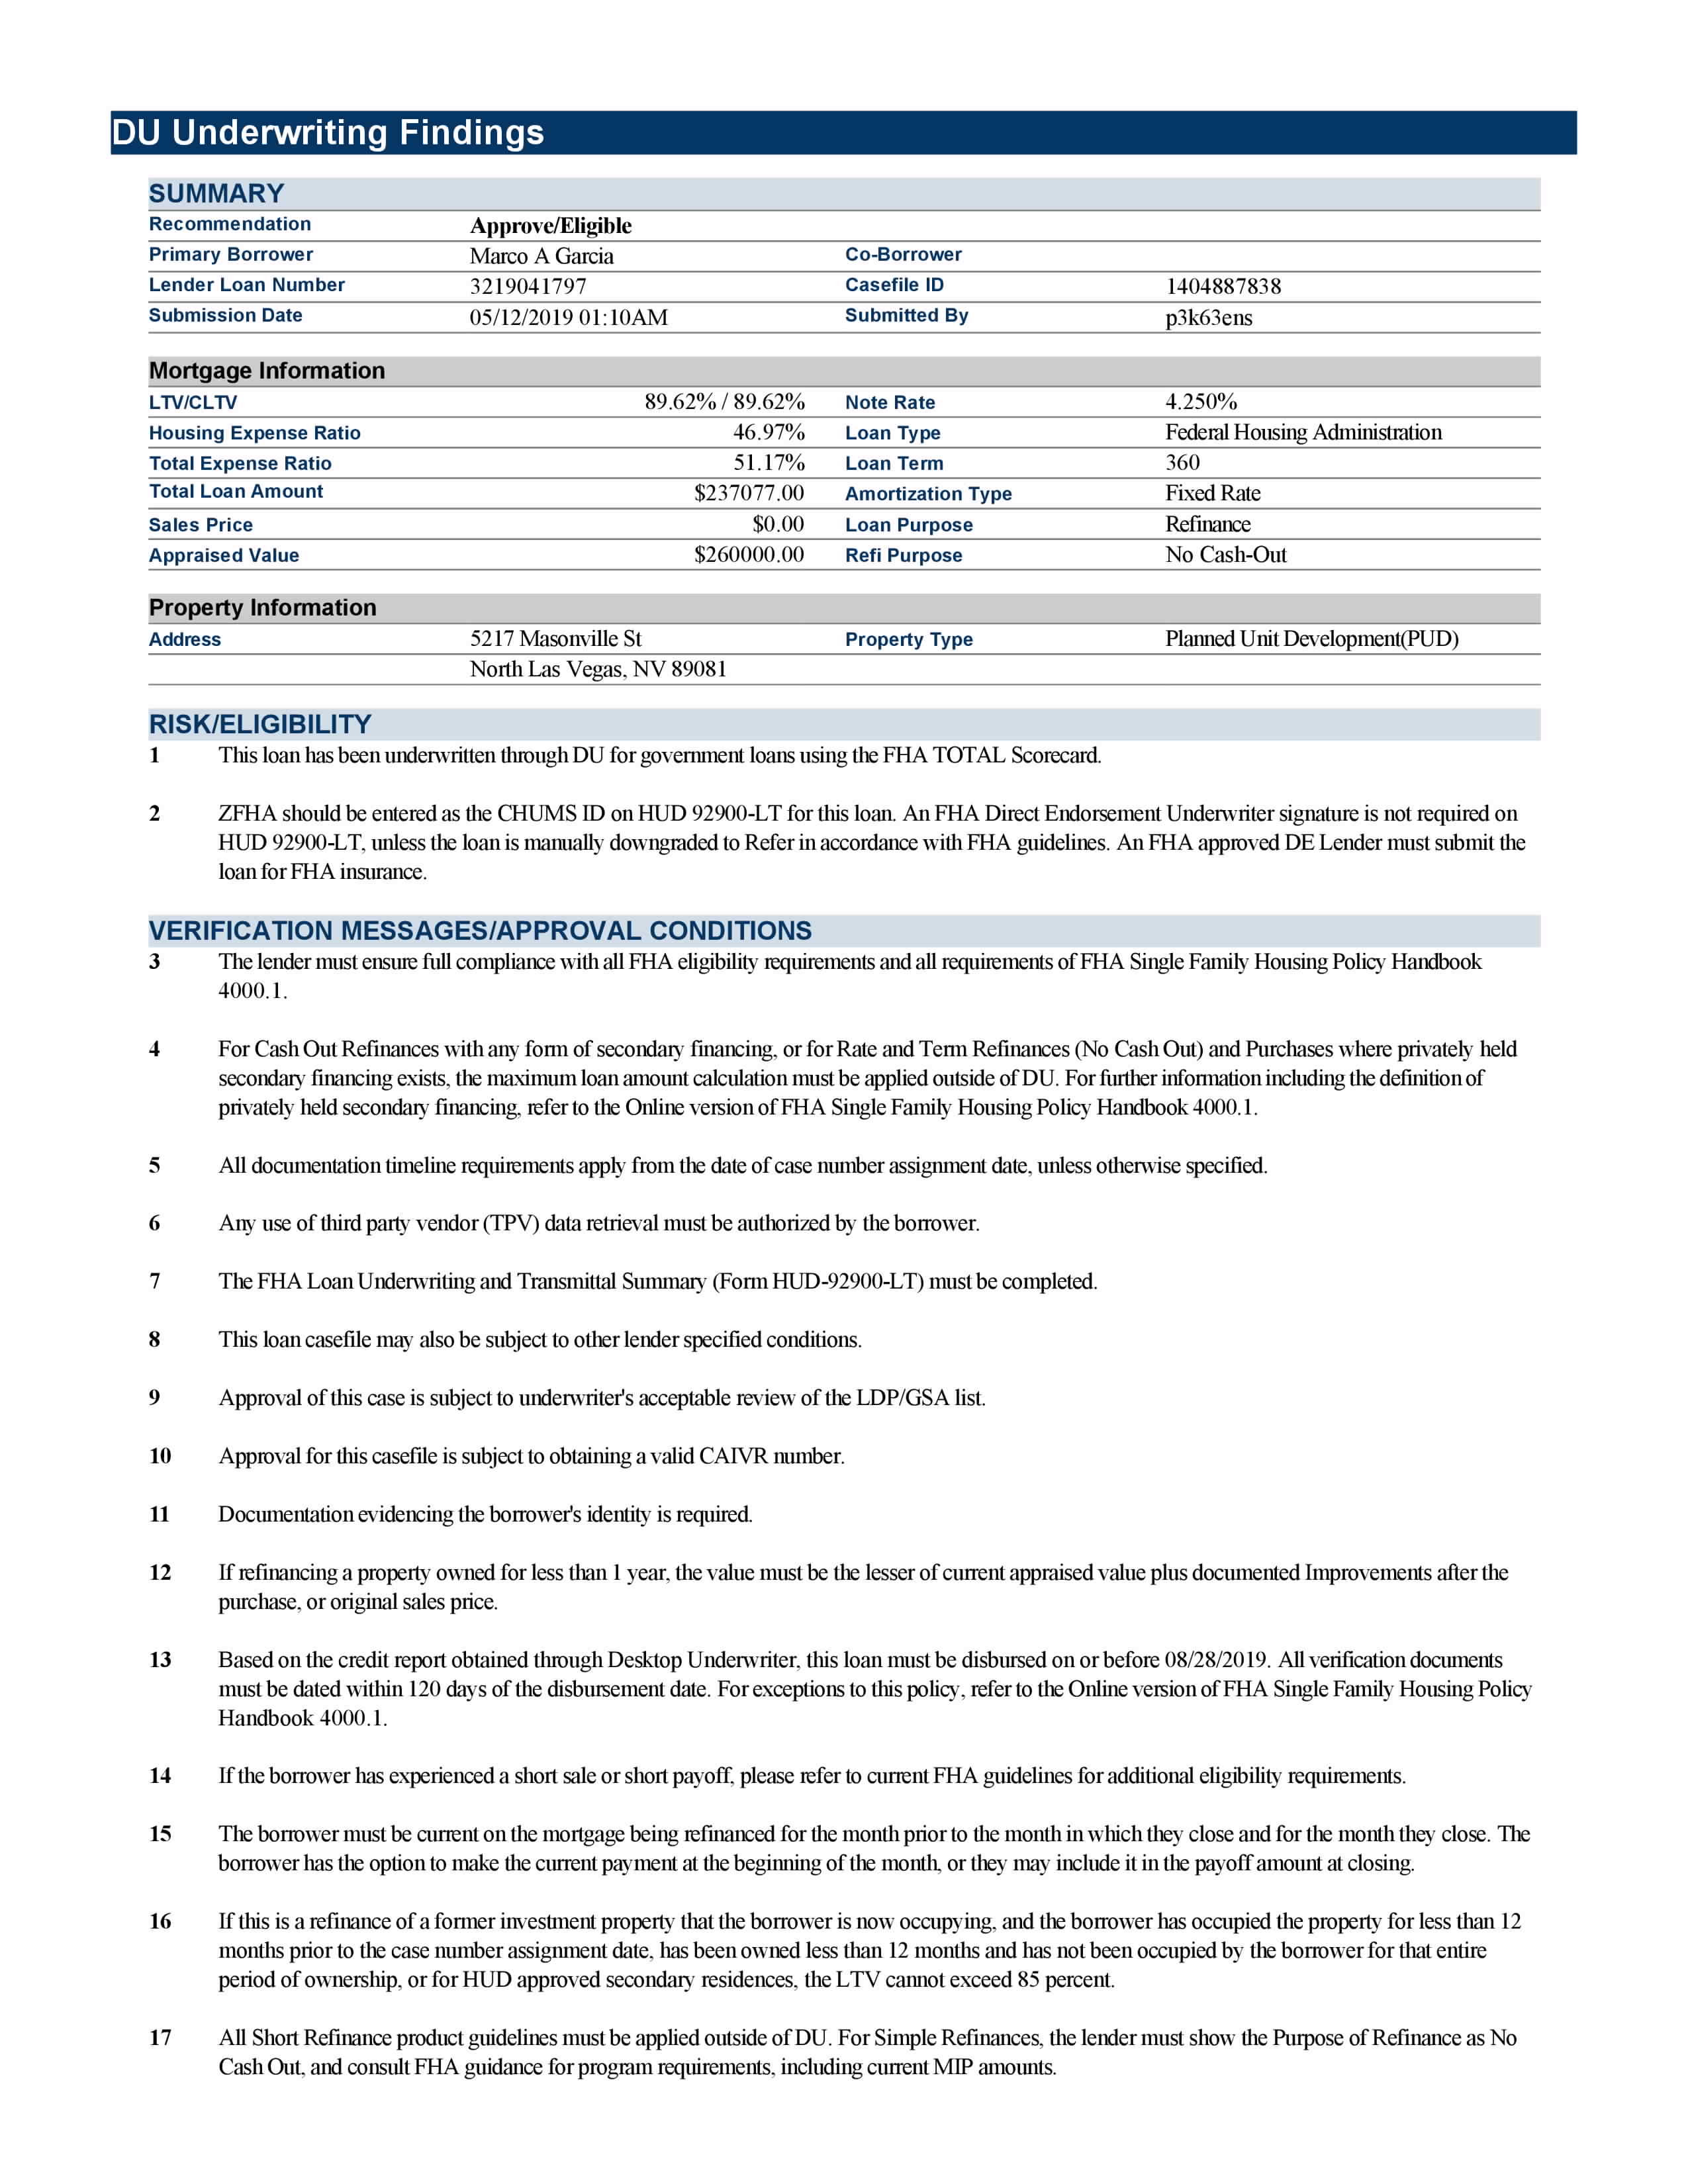 DU Underwriting Findings
SUMMARY
Recommendation Approve/Eligible
Primary Borrower Marco A Garcia Co-Borrower
Lender Loan Number 3219041797 Casefile ID 1404887838
Submission Date 05/12/2019 01:10AM Submitted By p3k63ens
Mortgage Information
LTV/CLTV 89.62% / 89.62% Note Rate 4.250%
Housing Expense Ratio 46.97% Loan Type Federal Housing Administration
Total Expense Ratio 51.17% Loan Term 360
Total Loan Amount $237077.00 Amortization Type Fixed Rate
Sales Price $0.00 Loan Purpose Refinance
Appraised Value $260000.00 Refi Purpose No Cash-Out
Property Information
Address 5217 Masonville St Property Type Planned Unit Development(PUD)
North Las Vegas, NV 89081
RISK/ELIGIBILITY
1 This loan has been underwritten through DU for government loans using the FHA TOTAL Scorecard.
2 ZFHA should be entered as the CHUMS ID on HUD 92900-LT for this loan. An FHA Direct Endorsement Underwriter signature is not required on
HUD 92900-LT, unless the loan is manually downgraded to Refer in accordance with FHA guidelines. An FHA approved DE Lender must submit the
loan for FHA insurance.
VERIFICATION MESSAGES/APPROVAL CONDITIONS
3 The lender must ensure full compliance with all FHA eligibility requirements and all requirements of FHA Single Family Housing Policy Handbook
4000.1.
4 For Cash Out Refinances with any form of secondary financing, or for Rate and Term Refinances (No Cash Out) and Purchases where privately held
secondary financing exists, the maximum loan amount calculation must be applied outside of DU. For further information including the definition of
privately held secondary financing, refer to the Online version of FHA Single Family Housing Policy Handbook 4000.1.
5 All documentation timeline requirements apply from the date of case number assignment date, unless otherwise specified.
6 Any use of third party vendor (TPV) data retrieval must be authorized by the borrower.
7 The FHA Loan Underwriting and Transmittal Summary (Form HUD-92900-LT) must be completed.
8 This loan casefile may also be subject to other lender specified conditions.
9 Approval of this case is subject to underwriter's acceptable review of the LDP/GSA list.
10 Approval for this casefile is subject to obtaining a valid CAIVR number.
11 Documentation evidencing the borrower's identity is required.
12 If refinancing a property owned for less than 1 year, the value must be the lesser of current appraised value plus documented Improvements after the
purchase, or original sales price.
13 Based on the credit report obtained through Desktop Underwriter, this loan must be disbursed on or before 08/28/2019. All verification documents
must be dated within 120 days of the disbursement date. For exceptions to this policy, refer to the Online version of FHA Single Family Housing Policy
Handbook 4000.1.
14 If the borrower has experienced a short sale or short payoff, please refer to current FHA guidelines for additional eligibility requirements.
15 The borrower must be current on the mortgage being refinanced for the month prior to the month in which they close and for the month they close. The
borrower has the option to make the current payment at the beginning of the month, or they may include it in the payoff amount at closing.
16 If this is a refinance of a former investment property that the borrower is now occupying, and the borrower has occupied the property for less than 12
months prior to the case number assignment date, has been owned less than 12 months and has not been occupied by the borrower for that entire
period of ownership, or for HUD approved secondary residences, the LTV cannot exceed 85 percent.
17 All Short Refinance product guidelines must be applied outside of DU. For Simple Refinances, the lender must show the Purpose of Refinance as No
Cash Out, and consult FHA guidance for program requirements, including current MIP amounts.